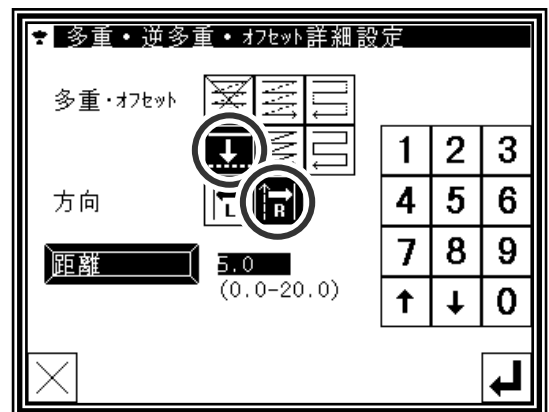 多重・逆多重・オフセット詳細設定
多重・オフセット
1 2 3
方向 L R 4 5 6
距離 5.0 7 8 9
(0.0-20.0) ↑ ↓ 0